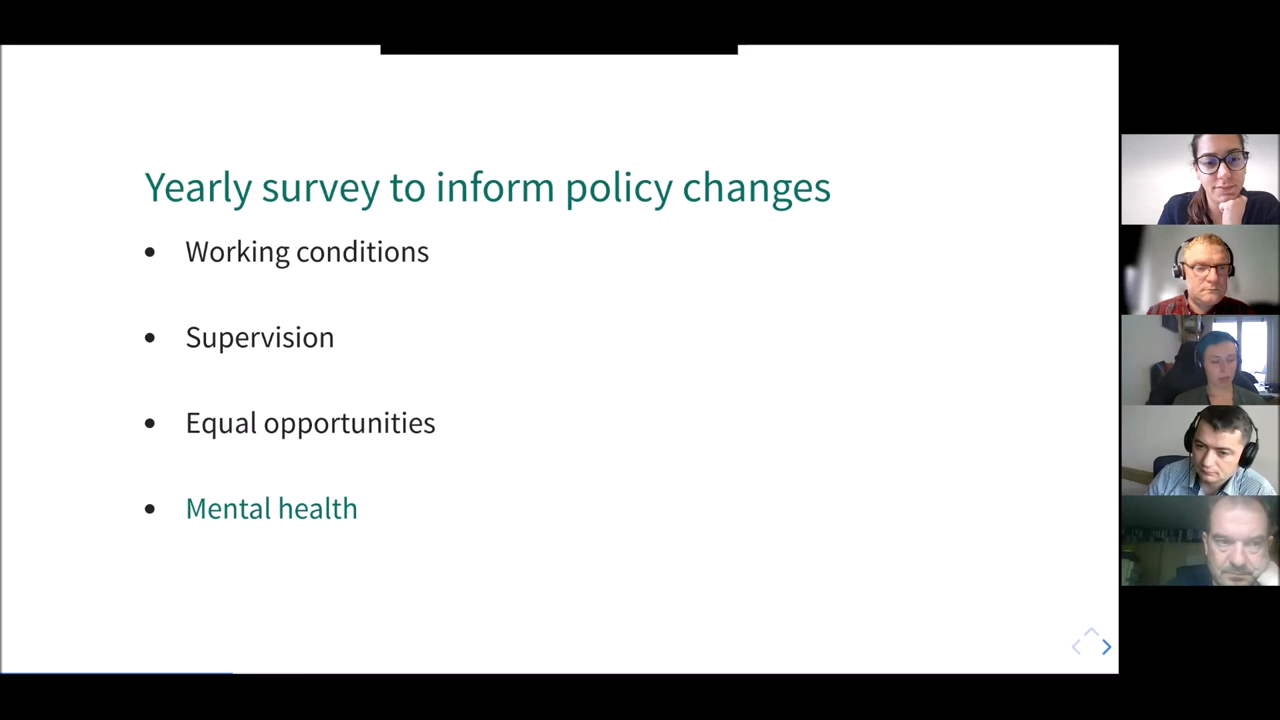 Yearly survey to inform policy changes
Working conditions
Supervision
Equal opportunities
Mental health